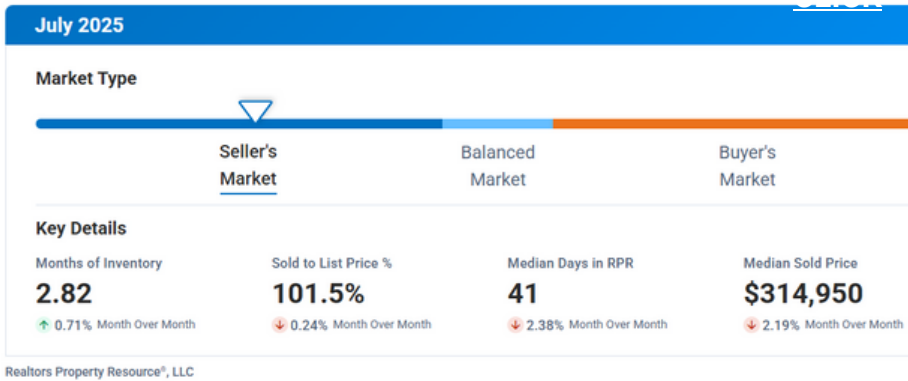 July 2025
Market Type
Seller's
Market
Balanced
Market
Buyer's
Market
Key Details
Months of Inventory
2.82
↑ 0.71% Month Over Month
Sold to List Price %
101.5%
↓ 0.24% Month Over Month
Median Days in RPR
41
↓ 2.38% Month Over Month
Median Sold Price
$314,950
↓ 2.19% Month Over Month
Realtors Property Resource®, LLC